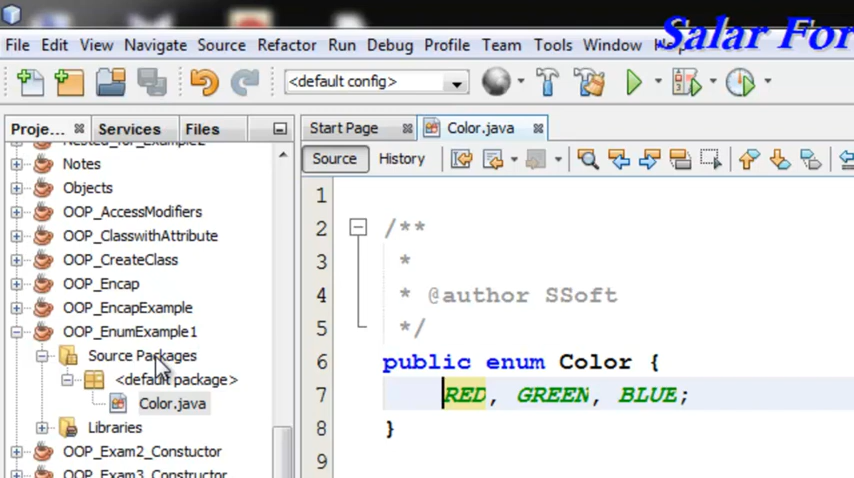 Salar For
File Edit View Navigate Source Refactor Run Debug Profile Team Tools Window Help
<default config>
Proje... Services Files
Start Page Color.java
Source History
Nested_for_Example2
Notes
Objects
OOP_AccessModifiers
OOP_ClasswithAttribute
OOP_CreateClass
OOP_Encap
OOP_EncapExample
OOP_EnumExample1
Source Packages
<default package>
Color.java
Libraries
OOP_Exam2_Constuctor
OOP_Exam3_Constructor
1
2 /**
3 *
4 * @author SSoft
5 */
6 public enum Color {
7 RED, GREEN, BLUE;
8 }
9